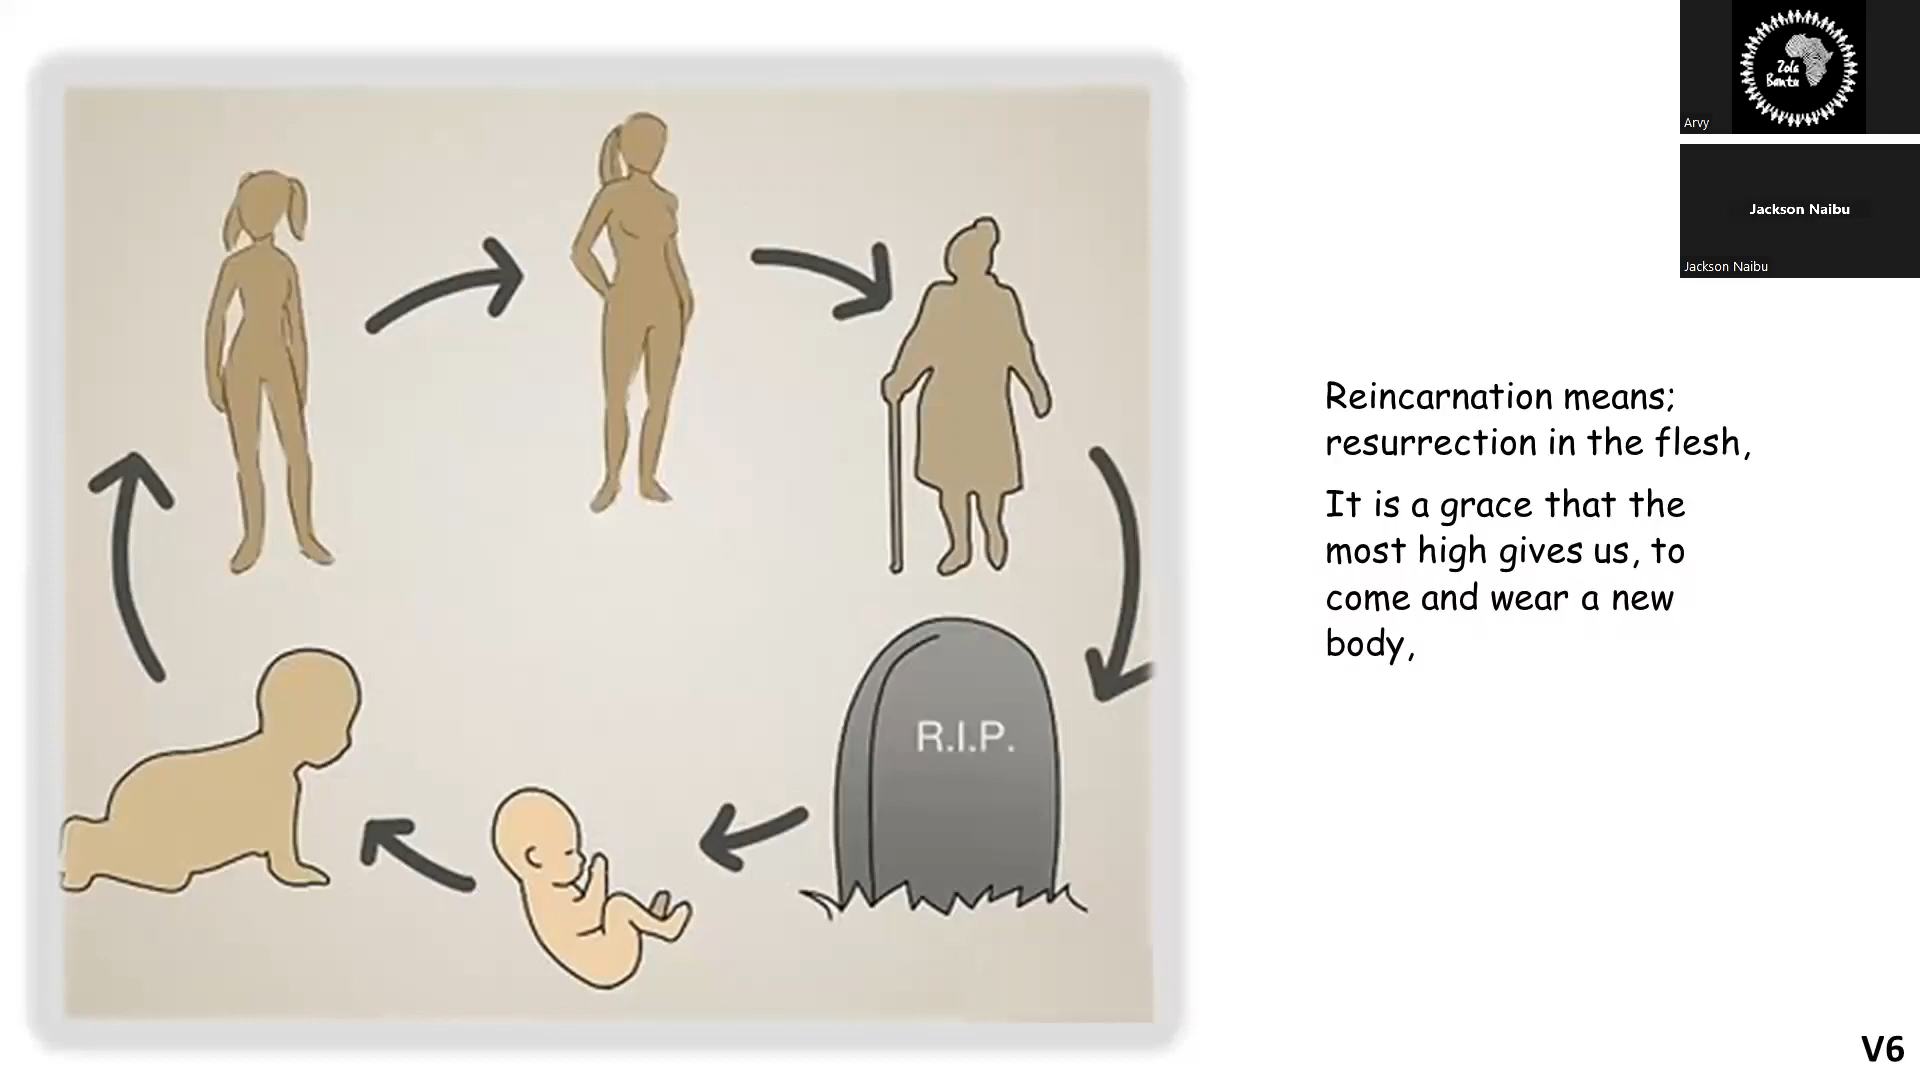 Zola
Bantu
Arvy
Jackson Naibu
Jackson Naibu
Reincarnation means;
resurrection in the flesh,
It is a grace that the
most high gives us, to
come and wear a new
body,
R.I.P.
V6